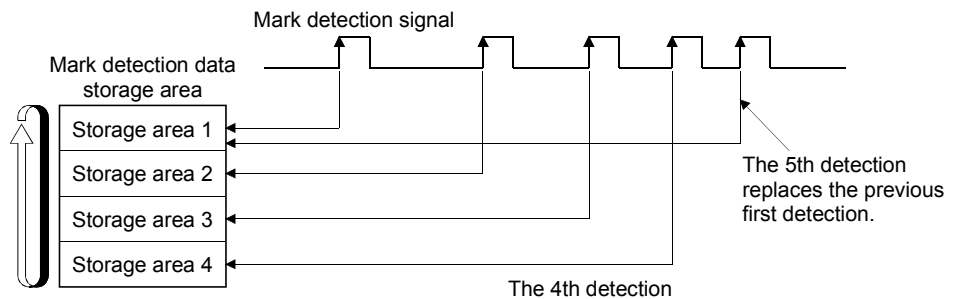 Mark detection signal
Mark detection data
storage area
Storage area 1
Storage area 2
Storage area 3
Storage area 4
The 5th detection
replaces the previous
first detection.
The 4th detection